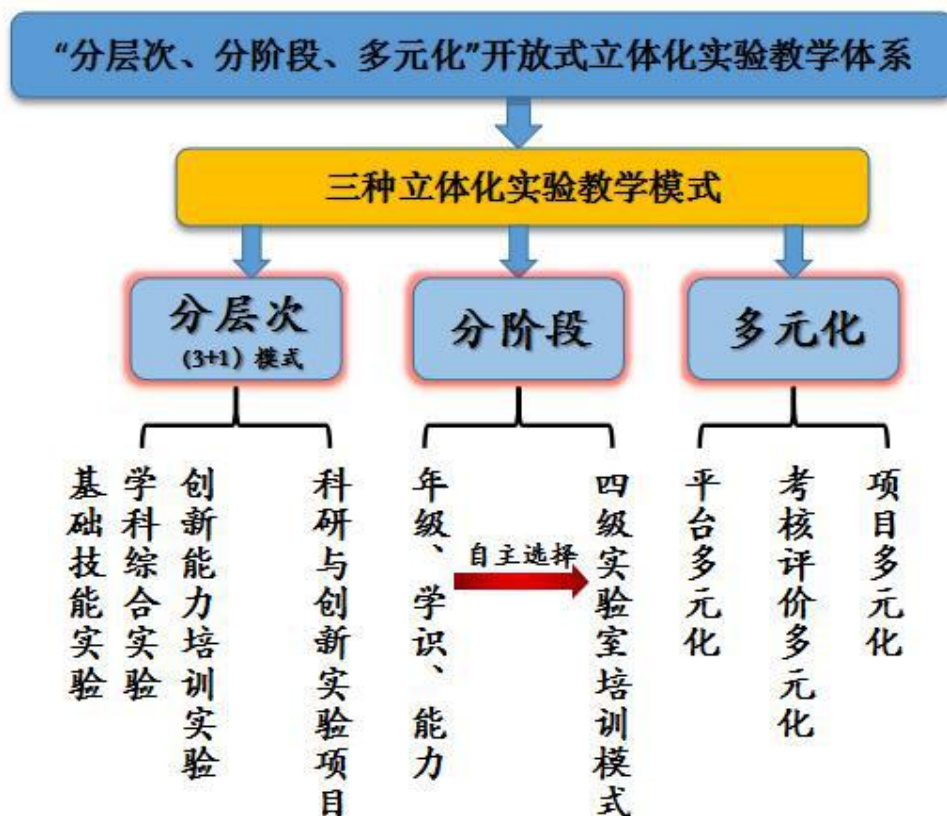 “分层次、分阶段、多元化”开放式立体化实验教学体系
三种立体化实验教学模式
分层次
(3+1）模式
分阶段
多元化
基础技能实验
学科综合实验
创新能力培训实验
科研与创新实验项目
年级、学识、能力
自主选择
四级实验室培训模式
平台多元化
考核评价多元化
项目多元化